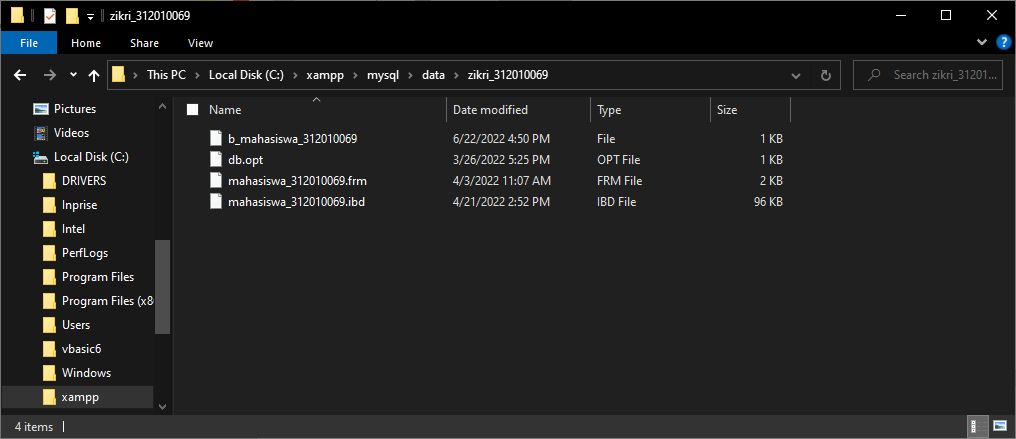 zikri_312010069
File Home Share View
This PC Local Disk (C:) xampp mysql data zikri_312010069 Search zikri_31201...
Pictures
Videos
Local Disk (C:)
DRIVERS
Inprise
Intel
PerfLogs
Program Files
Program Files (x8
Users
vbasic6
Windows
xampp
Name Date modified Type Size
b_mahasiswa_312010069 6/22/2022 4:50 PM File 1 KB
db.opt 3/26/2022 5:25 PM OPT File 1 KB
mahasiswa_312010069.frm 4/3/2022 11:07 AM FRM File 2 KB
mahasiswa_312010069.ibd 4/21/2022 2:52 PM IBD File 96 KB
4 items